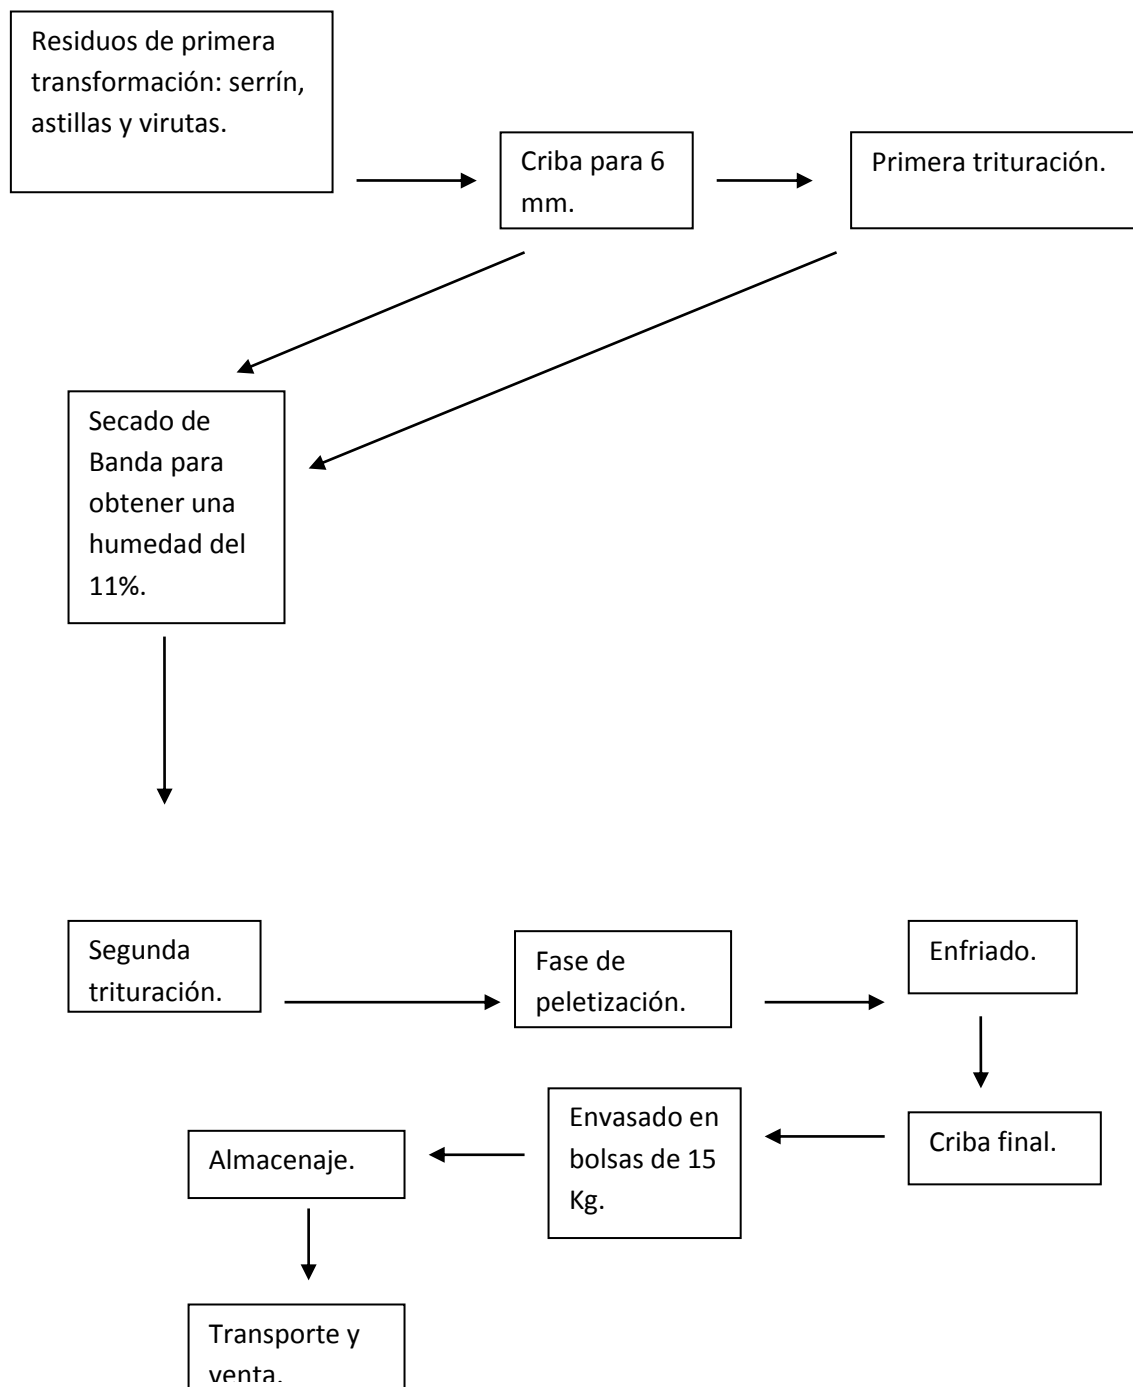 Residuos de primera
transformación: serrín,
astillas y virutas.
Criba para 6
mm.
Primera trituración.
Secado de
Banda para
obtener una
humedad del
11%.
Segunda
trituración.
Fase de
peletización.
Enfriado.
Criba final.
Envasado en
bolsas de 15
Kg.
Almacenaje.
Transporte y
venta.